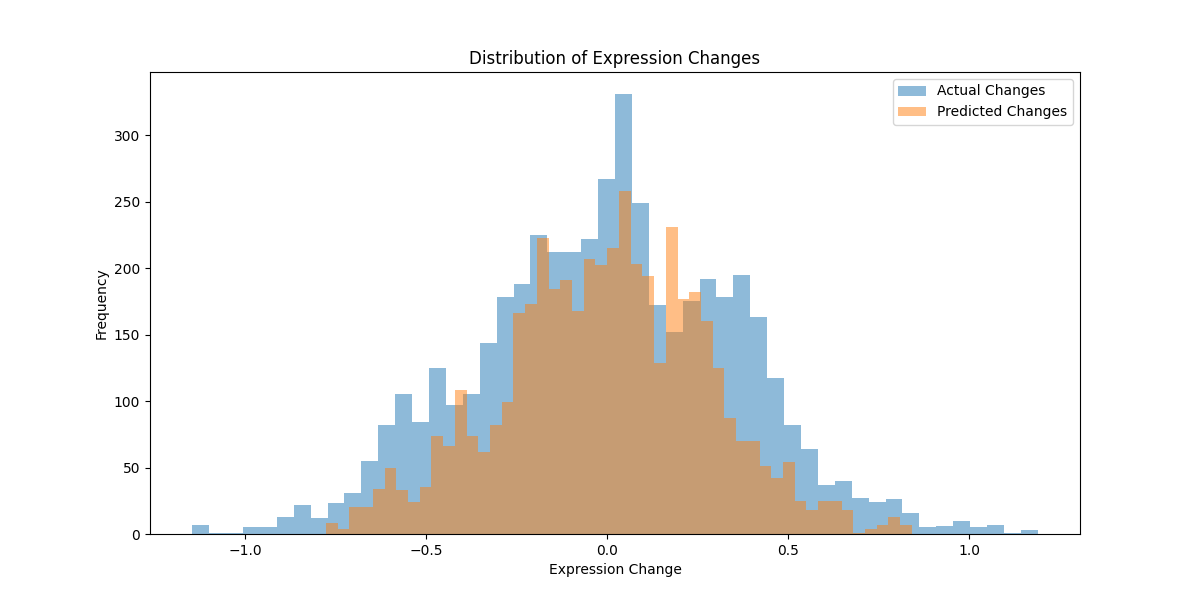 Distribution of Expression Changes
Actual Changes
Predicted Changes
Frequency
300
250
200
150
100
50
0
−1.0
−0.5
0.0
0.5
1.0
Expression Change